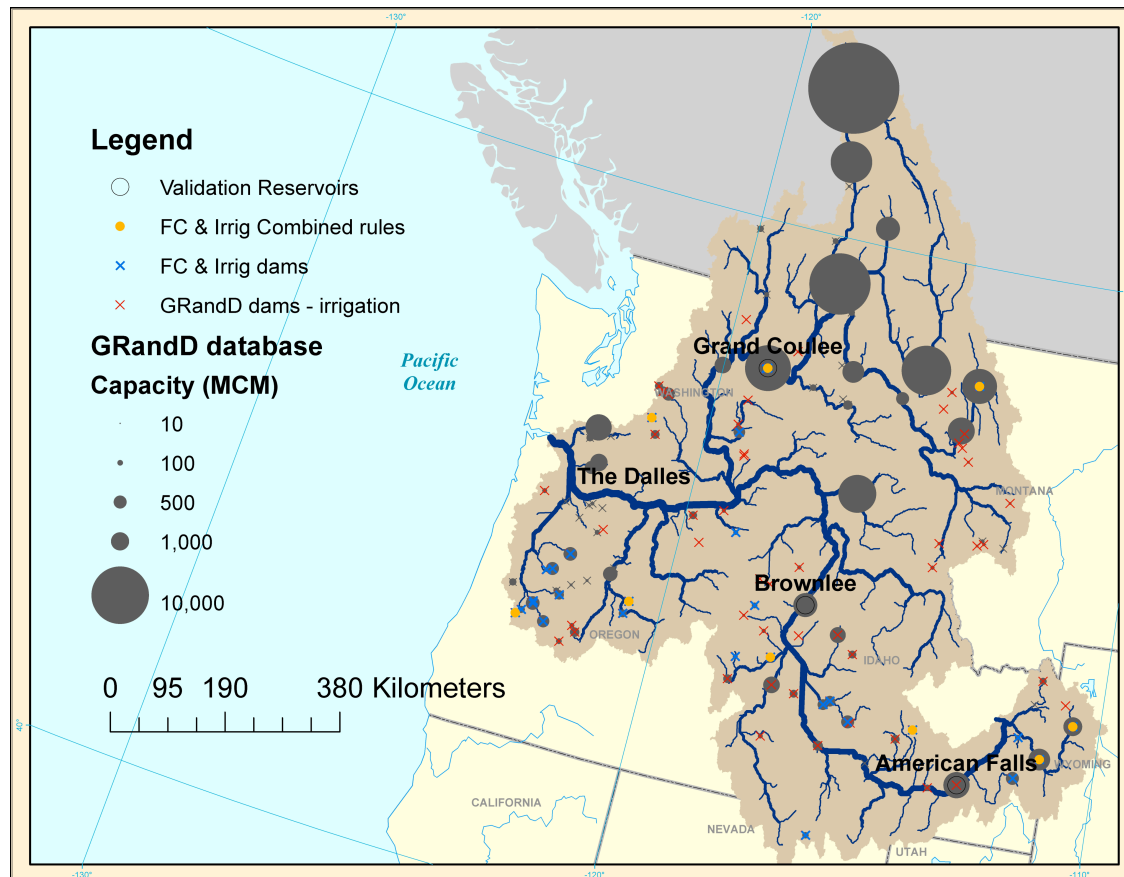 -130°
-120°
Legend
Validation Reservoirs
FC & Irrig Combined rules
FC & Irrig dams
GRandD dams - irrigation
GRandD database
Capacity (MCM)
10
100
500
1,000
10,000
0 95 190 380 Kilometers
Pacific
Ocean
Grand Coulee
WASHINGTON
The Dalles
MONTANA
Brownlee
OREGON
IDAHO
American Falls
WYOMING
CALIFORNIA
NEVADA
UTAH
40°
-130°
-120°
-110°